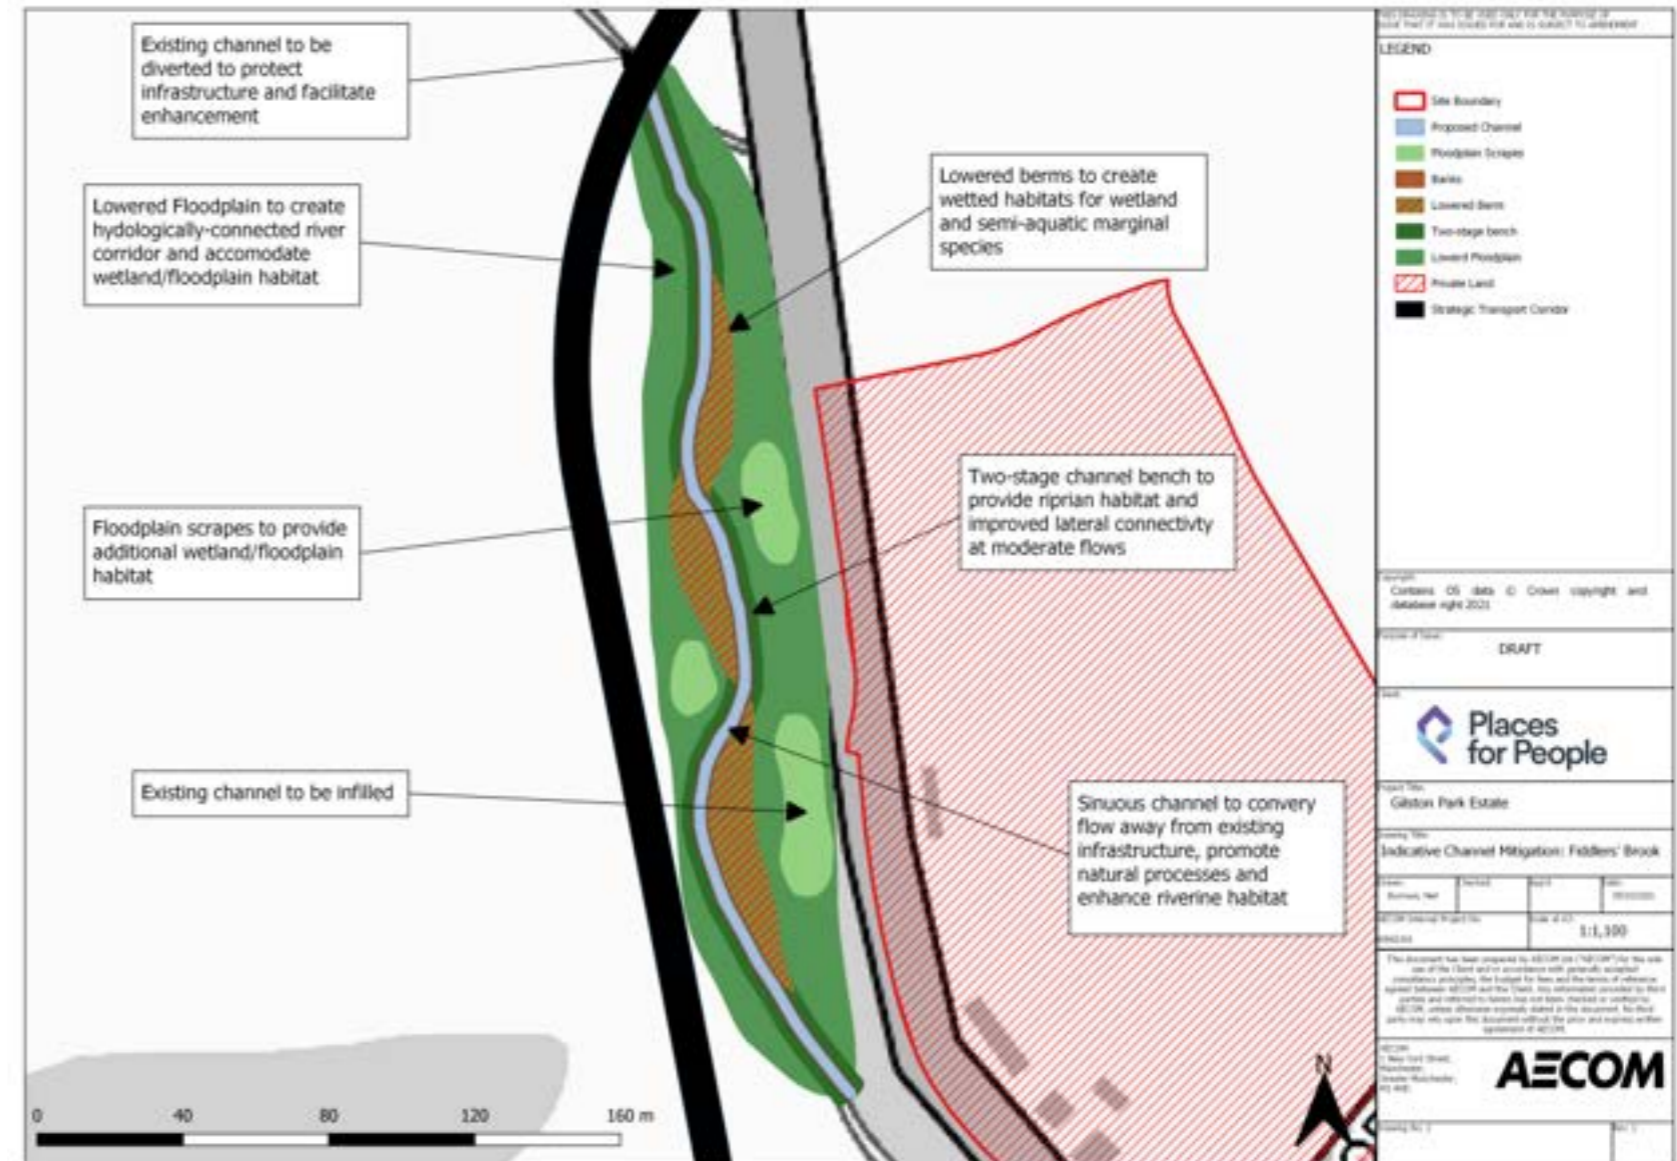 Existing channel to be
diverted to protect
infrastructure and facilitate
enhancement
Lowered Floodplain to create
hydologically-connected river
corridor and accomodate
wetland/floodplain habitat
Floodplain scrapes to provide
additional wetland/floodplain
habitat
Existing channel to be infilled
Lowered berms to create
wetted habitats for wetland
and semi-aquatic marginal
species
Two-stage channel bench to
provide riprian habitat and
improved lateral connectivty
at moderate flows
Sinuous channel to convery
flow away from existing
infrastructure, promote
natural processes and
enhance riverine habitat
0 40 80 120 160 m
N
LEGEND
Site Boundary
Proposed Channel
Floodplain Scrapes
Banks
Lowered Berm
Two-stage bench
Lowerd Floodplain
Private Land
Strategic Transport Corridor
Contains OS data © Crown copyright and
database right 2021
DRAFT
Places
for People
Gilston Park Estate
Indicative Channel Mitigation: Fiddlers' Brook
1:1,100
AECOM